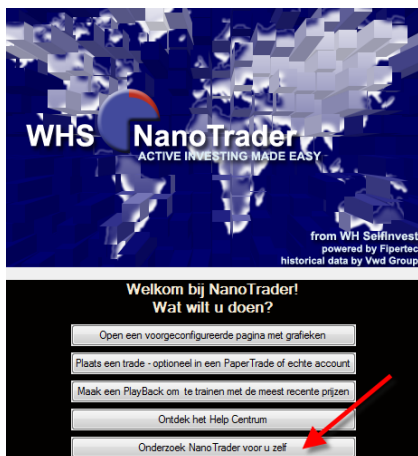 WHS NanoTrader
ACTIVE INVESTING MADE EASY
from WH SelfInvest
powered by Fipertec
historical data by Vwd Group
Welkom bij NanoTrader!
Wat wilt u doen?
Open een voorgeconfigureerde pagina met grafieken
Plaats een trade - optioneel in een PaperTrade of echte account
Maak een PlayBack om te trainen met de meest recente prijzen
Ontdek het Help Centrum
Onderzoek NanoTrader voor u zelf